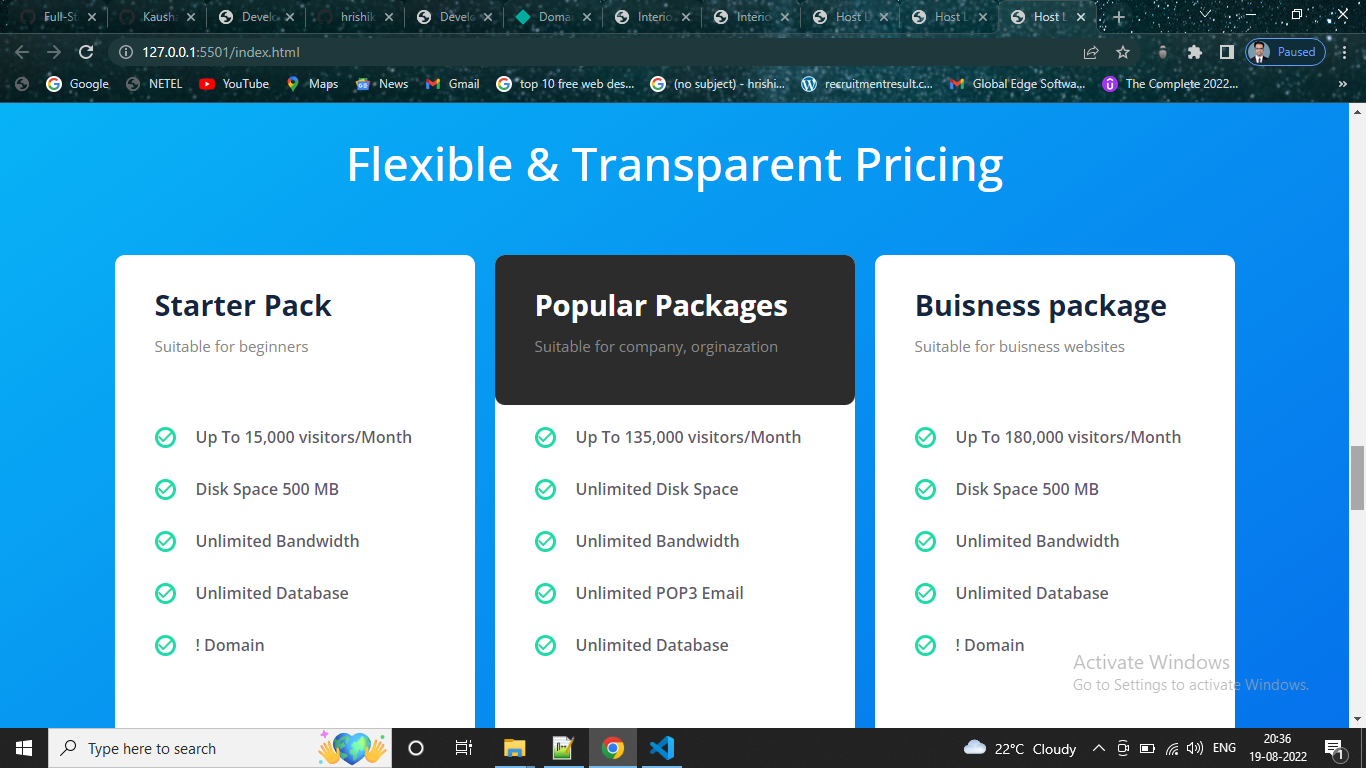 Full-St
Kausha
Develo
hrishik
Develo
Doma
Interio
Interio
Host D
Host L
Host L
127.0.0.1:5501/index.html
Paused
Google
NETEL
YouTube
Maps
News
Gmail
top 10 free web des...
(no subject) - hrishi...
recruitmentresult.c...
Global Edge Softwa...
The Complete 2022...
»
Flexible & Transparent Pricing
Starter Pack
Suitable for beginners
Up To 15,000 visitors/Month
Disk Space 500 MB
Unlimited Bandwidth
Unlimited Database
! Domain
Popular Packages
Suitable for company, orginazation
Up To 135,000 visitors/Month
Unlimited Disk Space
Unlimited Bandwidth
Unlimited POP3 Email
Unlimited Database
Buisness package
Suitable for buisness websites
Up To 180,000 visitors/Month
Disk Space 500 MB
Unlimited Bandwidth
Unlimited Database
! Domain
Activate Windows
Go to Settings to activate Windows.
Type here to search
22°C Cloudy
ENG
20:36
19-08-2022
1